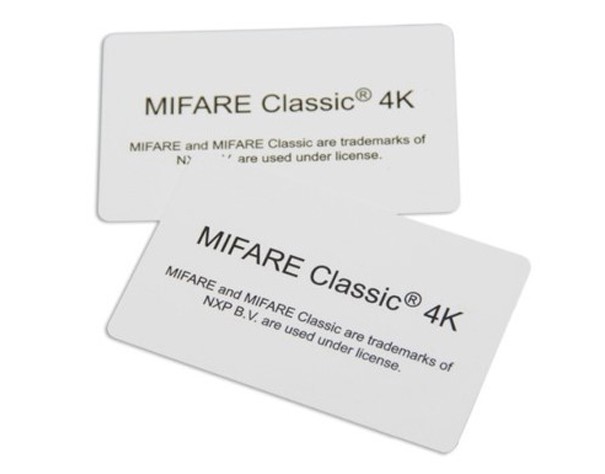 MIFARE Classic® 4K
MIFARE and MIFARE Classic are trademarks of
are used under license.
MIFARE Classic® 4K
MIFARE and MIFARE Classic are trademarks of
NXP B.V. are used under license.